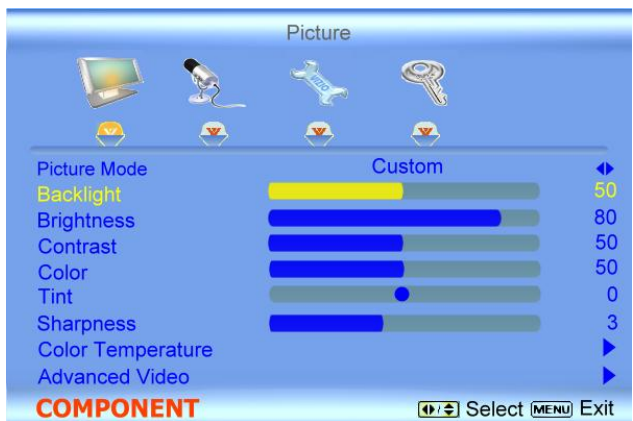 Picture
VIZIO
Picture Mode Custom
Backlight 50
Brightness 80
Contrast 50
Color 50
Tint 0
Sharpness 3
Color Temperature
Advanced Video
COMPONENT Select MENU Exit